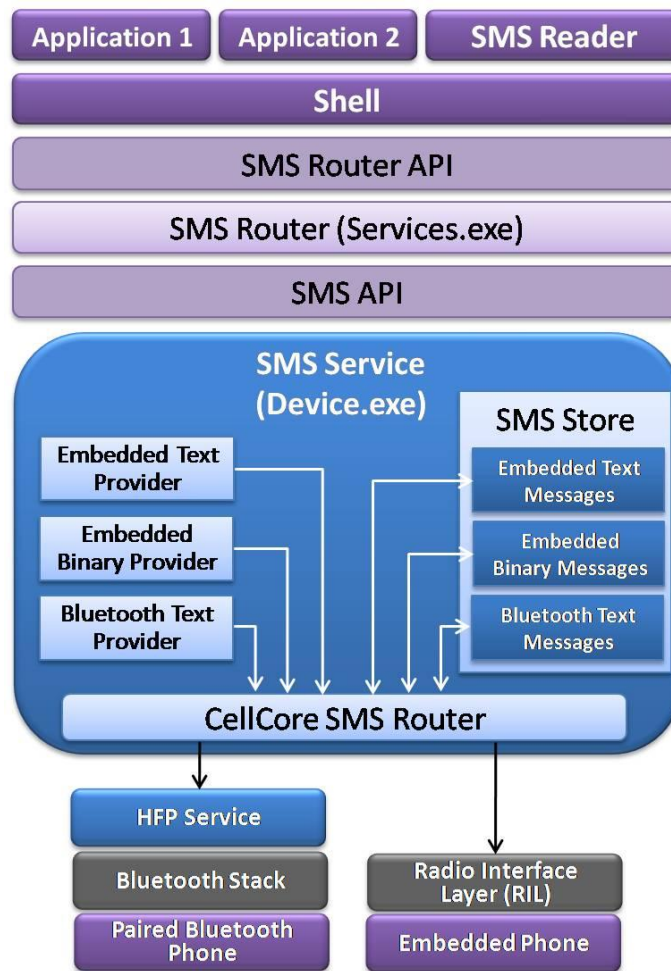 Application 1
Application 2
SMS Reader
Shell
SMS Router API
SMS Router (Services.exe)
SMS API
SMS Service
(Device.exe)
Embedded Text
Provider
Embedded
Binary Provider
Bluetooth Text
Provider
SMS Store
Embedded Text
Messages
Embedded
Binary Messages
Bluetooth Text
Messages
CellCore SMS Router
HFP Service
Bluetooth Stack
Paired Bluetooth
Phone
Radio Interface
Layer (RIL)
Embedded Phone